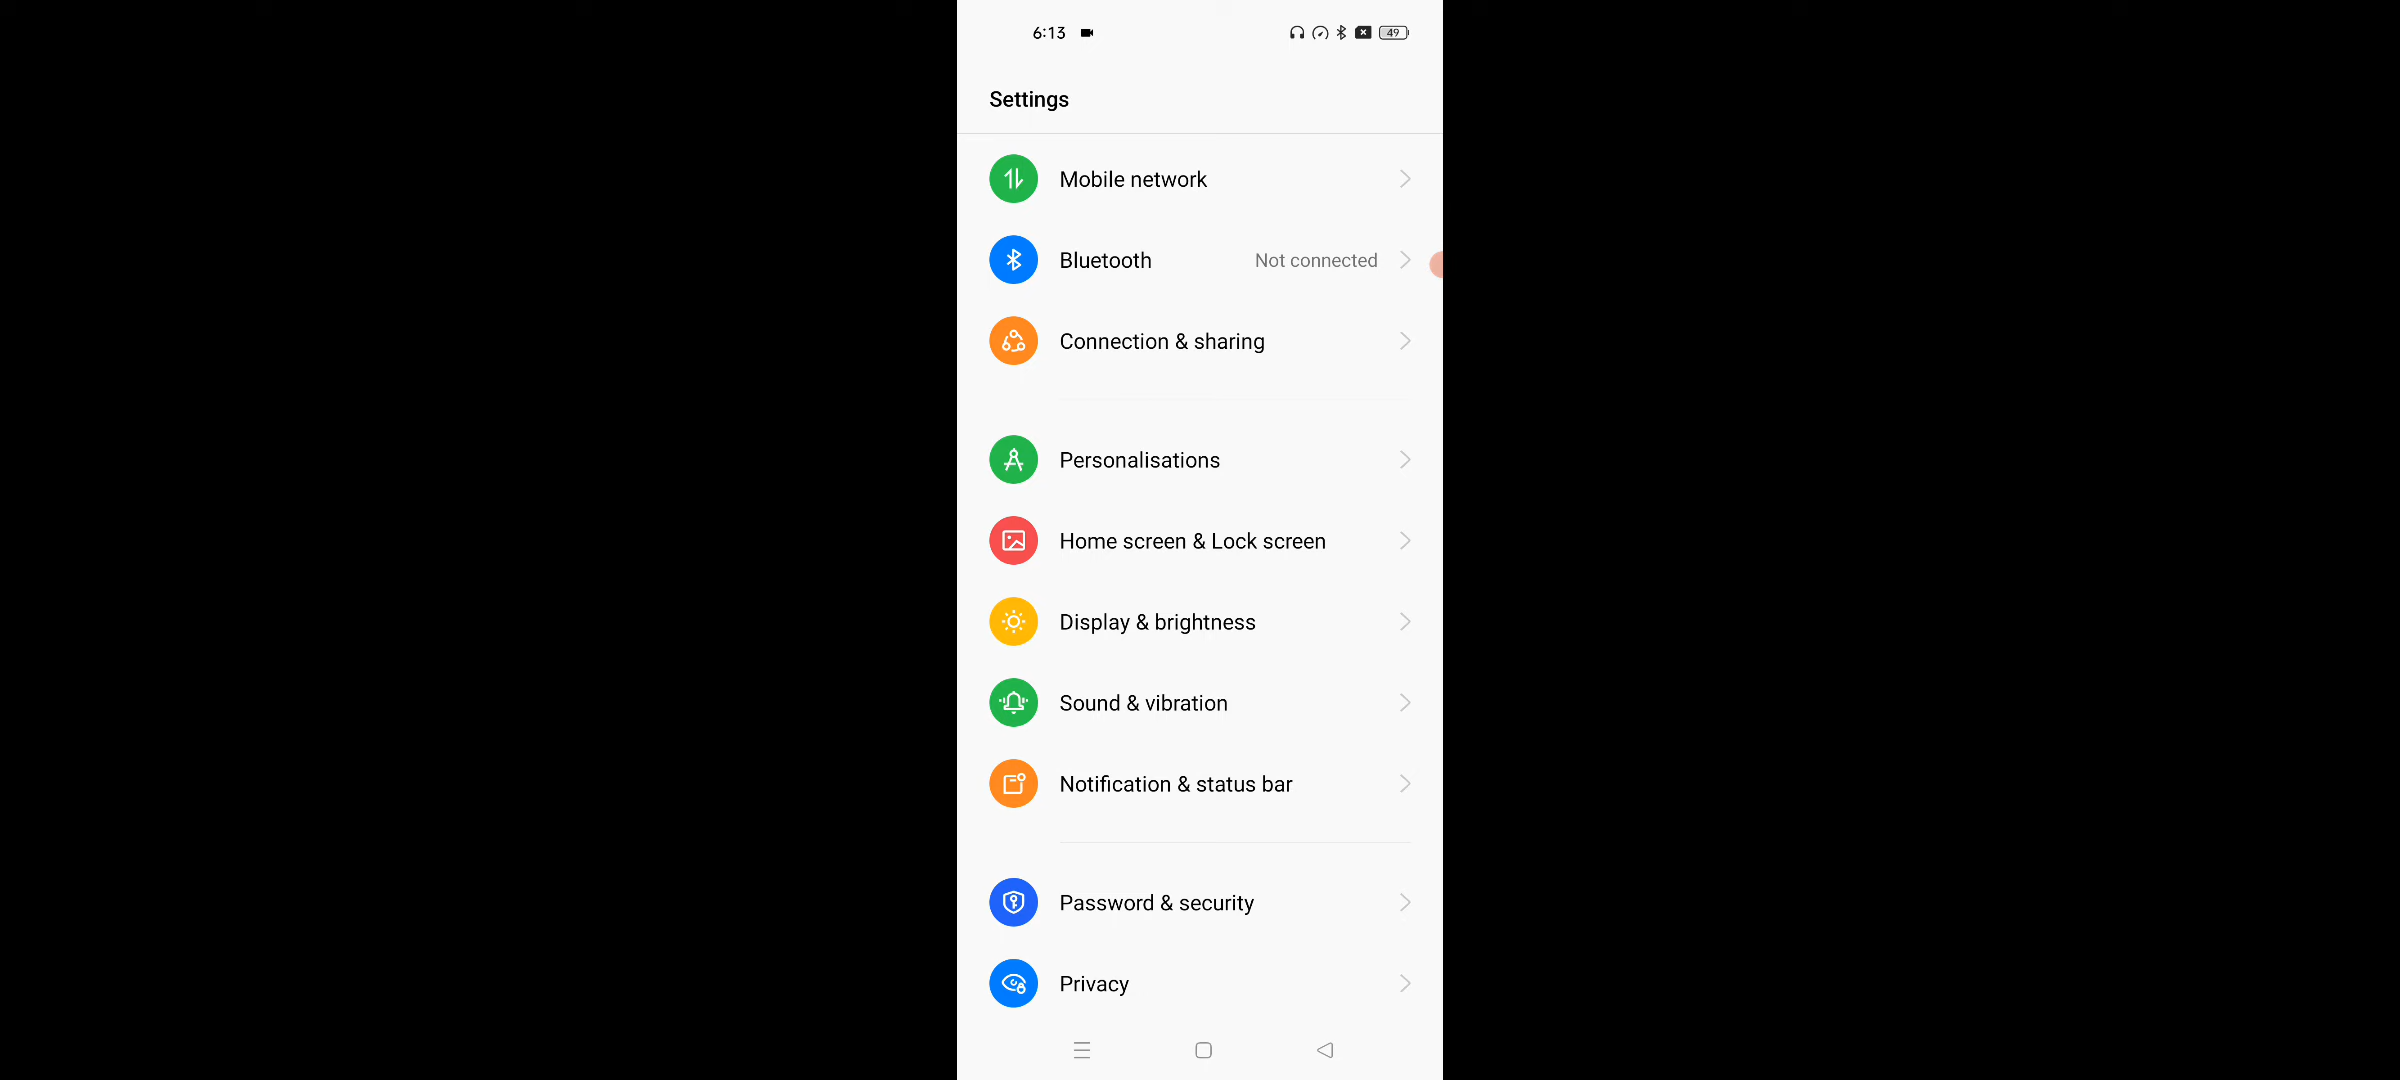 6:13
49
Settings
Mobile network
Bluetooth Not connected
Connection & sharing
Personalisations
Home screen & Lock screen
Display & brightness
Sound & vibration
Notification & status bar
Password & security
Privacy